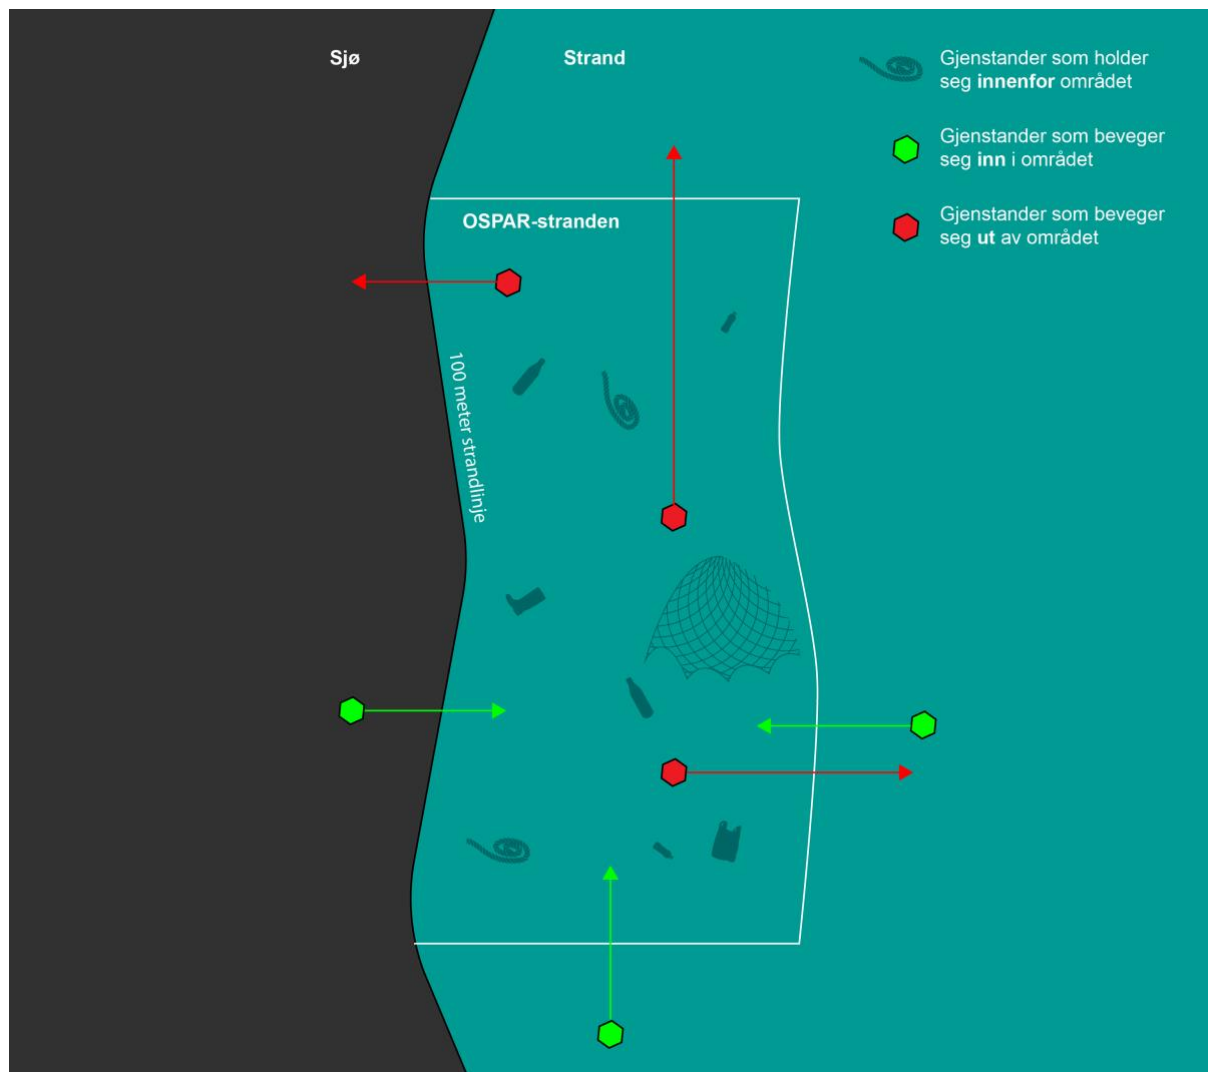 Sjø
Strand
Gjenstander som holder
seg innenfor området
Gjenstander som beveger
seg inn i området
Gjenstander som beveger
seg ut av området
OSPAR-stranden
100 meter strandlinje